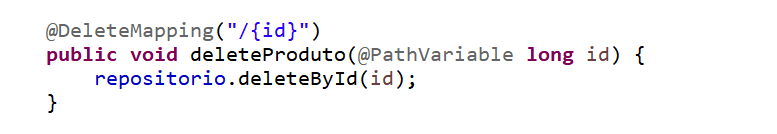 @DeleteMapping("/{id}")
public void deleteProduto(@PathVariable long id) {
    repositorio.deleteById(id);
}